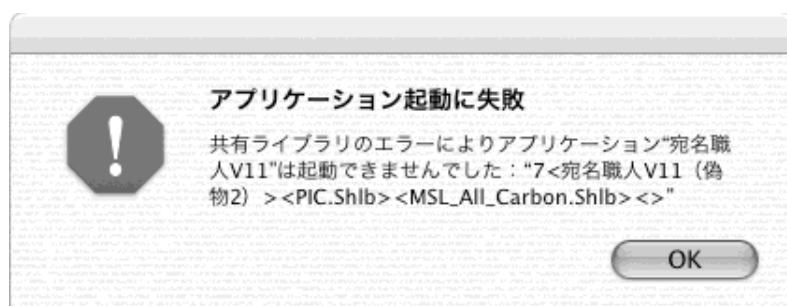 アプリケーション起動に失敗
共有ライブラリのエラーによりアプリケーション“宛名職
人V11”は起動できませんでした：“7<宛名職人V11（偽
物2）><PIC.Shlb><MSL_All_Carbon.Shlb><>”
OK